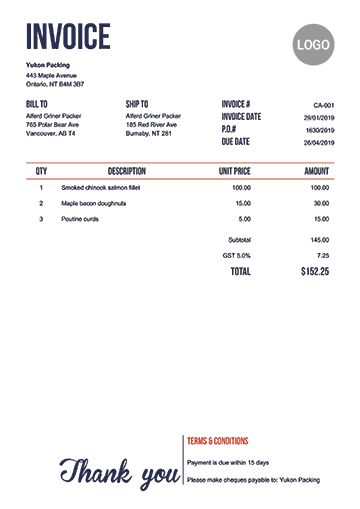 INVOICE
LOGO
Yukon Packing
443 Maple Avenue
Ontario, NT B4M 3B7
BILL TO SHIP TO INVOICE # CA-001
Alferd Griner Packer Alferd Griner Packer INVOICE DATE 29/01/2019
765 Polar Bear Ave 185 Red River Ave P.O.# 1630/2019
Vancouver, AB T4 Burnaby, NT 281 DUE DATE 26/04/2019
QTY DESCRIPTION UNIT PRICE AMOUNT
1 Smoked chinook salmon fillet 100.00 100.00
2 Maple bacon doughnuts 15.00 30.00
3 Poutine curds 5.00 15.00
Subtotal 145.00
GST 5.0% 7.25
TOTAL $152.25
Thank you
TERMS & CONDITIONS
Payment is due within 15 days
Please make cheques payable to: Yukon Packing